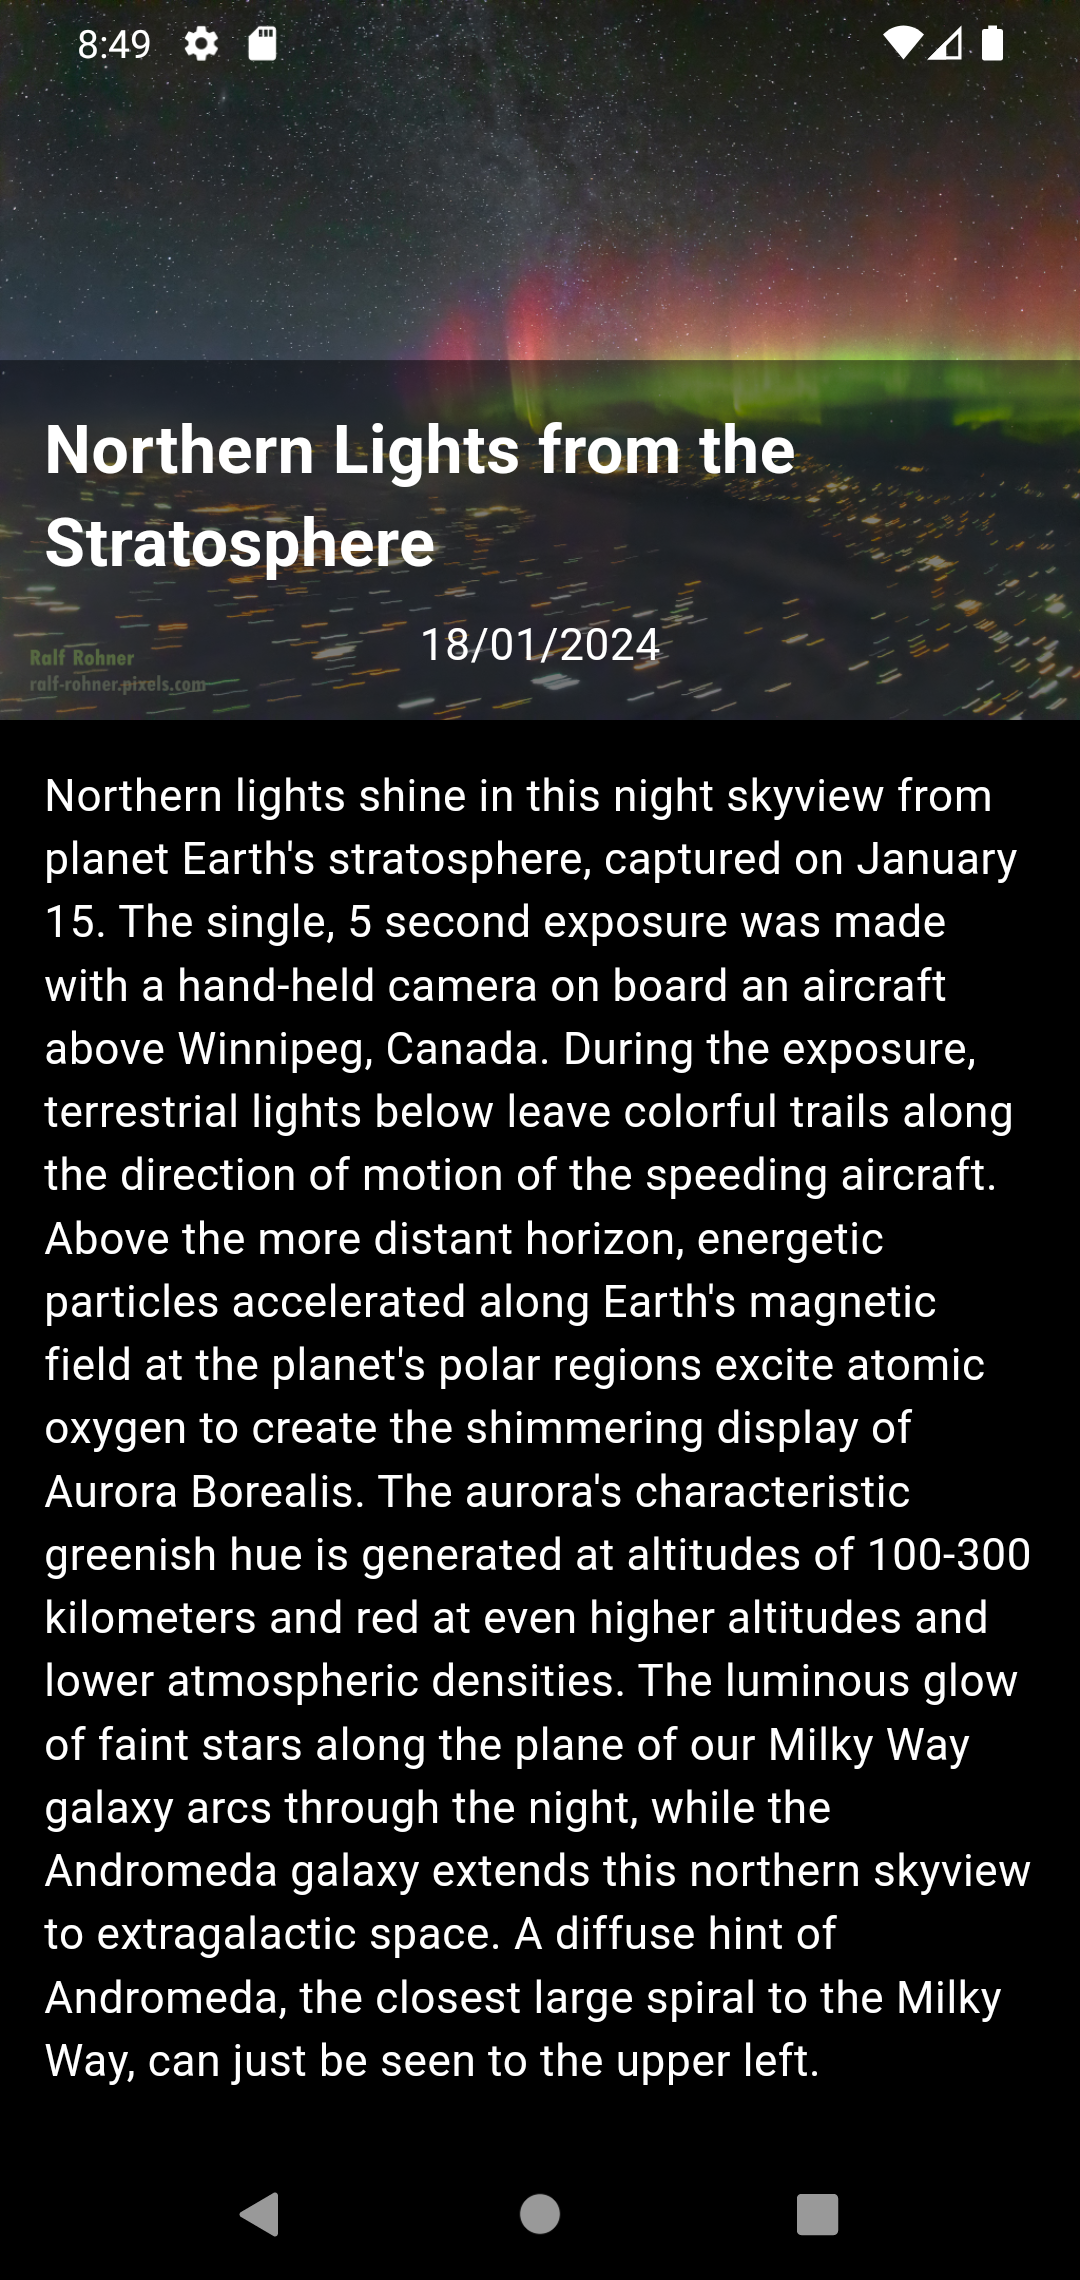 8:49
Northern Lights from the
Stratosphere
18/01/2024
Ralf Rohner
ralf-rohner.pixels.com
Northern lights shine in this night skyview from
planet Earth's stratosphere, captured on January
15. The single, 5 second exposure was made
with a hand-held camera on board an aircraft
above Winnipeg, Canada. During the exposure,
terrestrial lights below leave colorful trails along
the direction of motion of the speeding aircraft.
Above the more distant horizon, energetic
particles accelerated along Earth's magnetic
field at the planet's polar regions excite atomic
oxygen to create the shimmering display of
Aurora Borealis. The aurora's characteristic
greenish hue is generated at altitudes of 100-300
kilometers and red at even higher altitudes and
lower atmospheric densities. The luminous glow
of faint stars along the plane of our Milky Way
galaxy arcs through the night, while the
Andromeda galaxy extends this northern skyview
to extragalactic space. A diffuse hint of
Andromeda, the closest large spiral to the Milky
Way, can just be seen to the upper left.